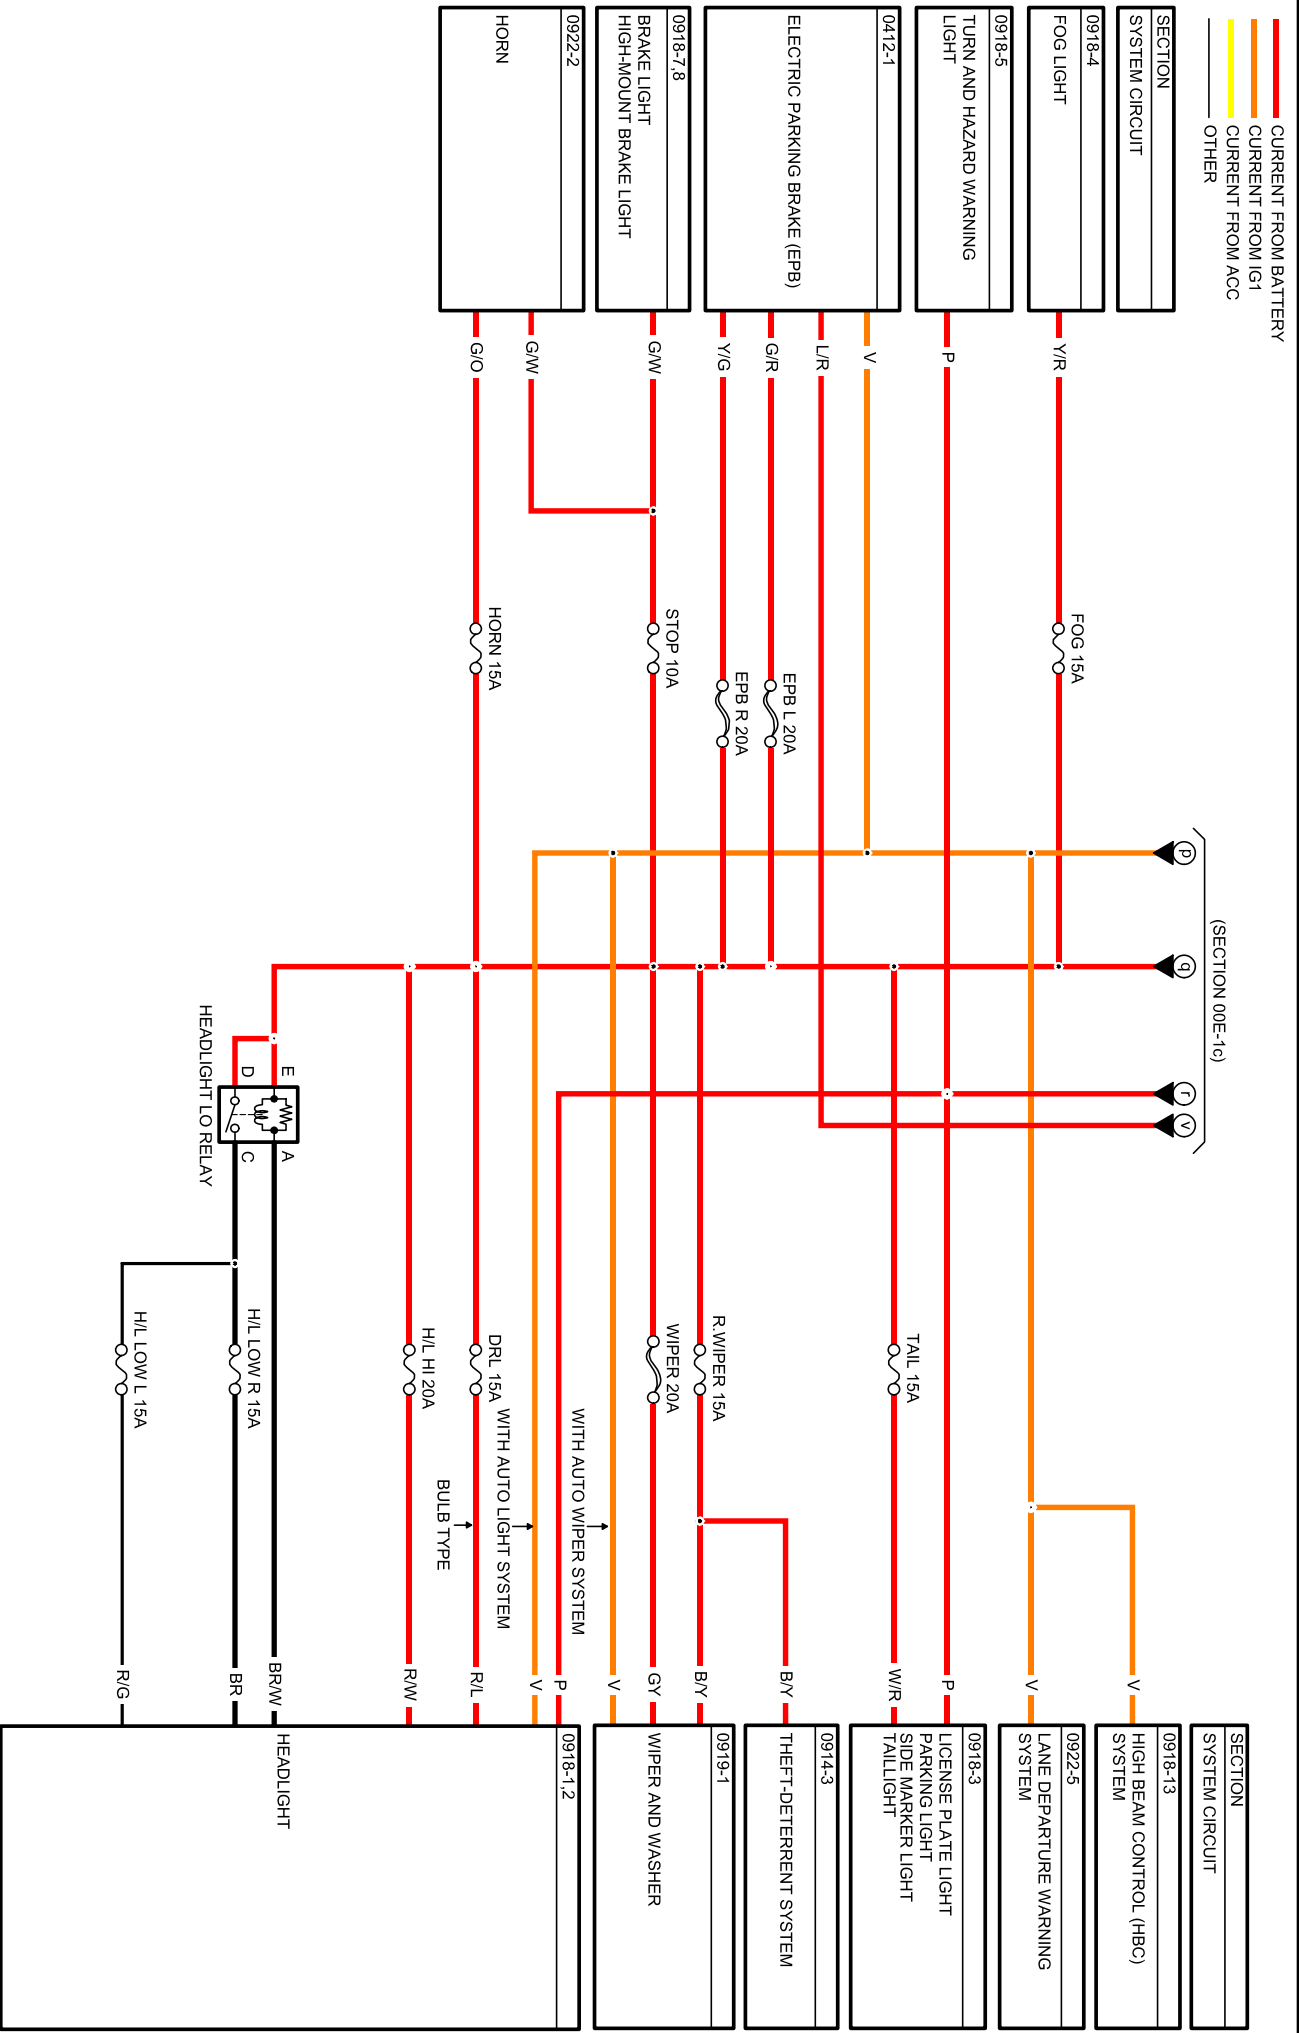 CURRENT FROM BATTERY
CURRENT FROM IG1
CURRENT FROM ACC
OTHER
(SECTION 00E-1c)
p
q
r
v
SECTION
SYSTEM CIRCUIT
SECTION
SYSTEM CIRCUIT
0918-4
FOG LIGHT
Y/R
FOG 15A
V
0918-13
HIGH BEAM CONTROL (HBC)
SYSTEM
V
0922-5
LANE DEPARTURE WARNING
SYSTEM
0918-5
TURN AND HAZARD WARNING
LIGHT
P
TAIL 15A
P
W/R
0918-3
LICENSE PLATE LIGHT
PARKING LIGHT
SIDE MARKER LIGHT
TAILLIGHT
0412-1
ELECTRIC PARKING BRAKE (EPB)
V
L/R
G/R
Y/G
EPB L 20A
EPB R 20A
B/Y
0914-3
THEFT-DETERRENT SYSTEM
0918-7,8
BRAKE LIGHT
HIGH-MOUNT BRAKE LIGHT
G/W
STOP 10A
R.WIPER 15A
WIPER 20A
WITH AUTO WIPER SYSTEM
B/Y
GY
V
0919-1
WIPER AND WASHER
0922-2
HORN
G/W
G/O
HORN 15A
WITH AUTO LIGHT SYSTEM
DRL 15A
BULB TYPE
H/L HI 20A
P
V
R/L
R/W
E
D
A
C
HEADLIGHT LO RELAY
H/L LOW R 15A
H/L LOW L 15A
BR/W
BR
R/G
0918-1,2
HEADLIGHT